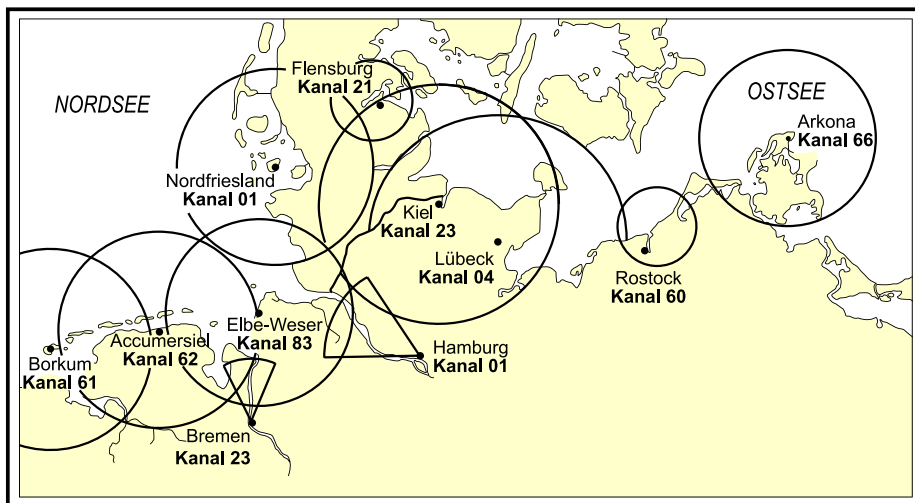 NORDSEE
Flensburg
Kanal 21
OSTSEE
Arkona
Kanal 66
Nordfriesland
Kanal 01
Kiel
Kanal 23
Lübeck
Kanal 04
Rostock
Kanal 60
Elbe-Weser
Kanal 83
Accumersiel
Kanal 62
Borkum
Kanal 61
Hamburg
Kanal 01
Bremen
Kanal 23